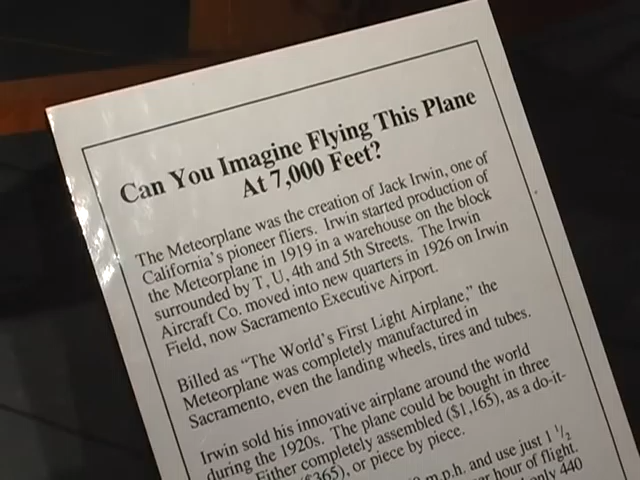 Can You Imagine Flying This Plane
At 7,000 Feet?
The Meteorplane was the creation of Jack Irwin, one of
California's pioneer fliers. Irwin started production of
the Meteorplane in 1919 in a warehouse on the block
surrounded by T, U, 4th and 5th Streets. The Irwin
Aircraft Co. moved into new quarters in 1926 on Irwin
Field, now Sacramento Executive Airport.
Billed as “The World's First Light Airplane,” the
Meteorplane was completely manufactured in
Sacramento, even the landing wheels, tires and tubes.
Irwin sold his innovative airplane around the world
during the 1920s. The plane could be bought in three
Either completely assembled ($1,165), as a do-it-
($365), or piece by piece.
m.p.h. and use just 1 1/2
hour of flight.
only 440